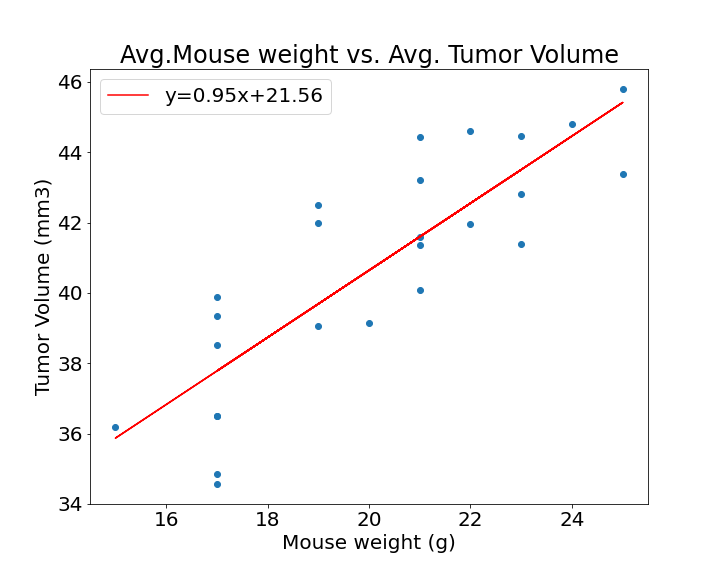 Avg.Mouse weight vs. Avg. Tumor Volume
y=0.95x+21.56
Tumor Volume (mm3)
46
44
42
40
38
36
34
16 18 20 22 24
Mouse weight (g)